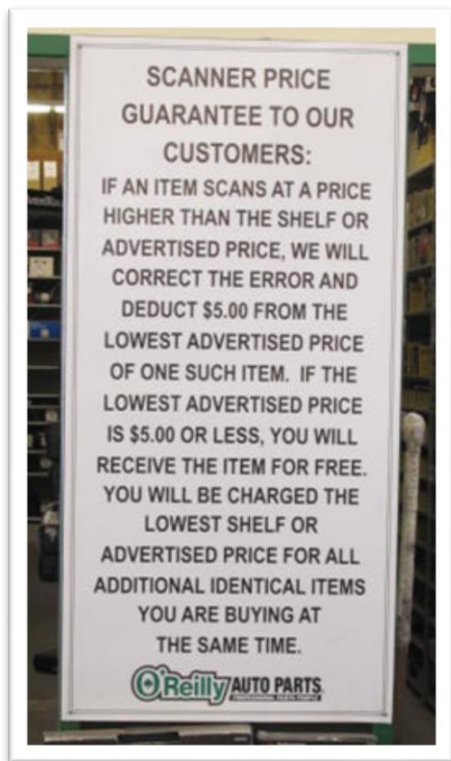 SCANNER PRICE
GUARANTEE TO OUR
CUSTOMERS:
IF AN ITEM SCANS AT A PRICE
HIGHER THAN THE SHELF OR
ADVERTISED PRICE, WE WILL
CORRECT THE ERROR AND
DEDUCT $5.00 FROM THE
LOWEST ADVERTISED PRICE
OF ONE SUCH ITEM. IF THE
LOWEST ADVERTISED PRICE
IS $5.00 OR LESS, YOU WILL
RECEIVE THE ITEM FOR FREE.
YOU WILL BE CHARGED THE
LOWEST SHELF OR
ADVERTISED PRICE FOR ALL
ADDITIONAL IDENTICAL ITEMS
YOU ARE BUYING AT
THE SAME TIME.
O'Reilly AUTO PARTS
PROFESSIONAL PARTS PEOPLE